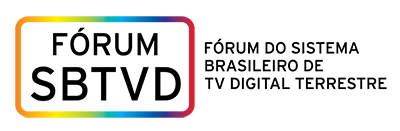 FÓRUM
SBTVD
FÓRUM DO SISTEMA
BRASILEIRO DE
TV DIGITAL TERRESTRE